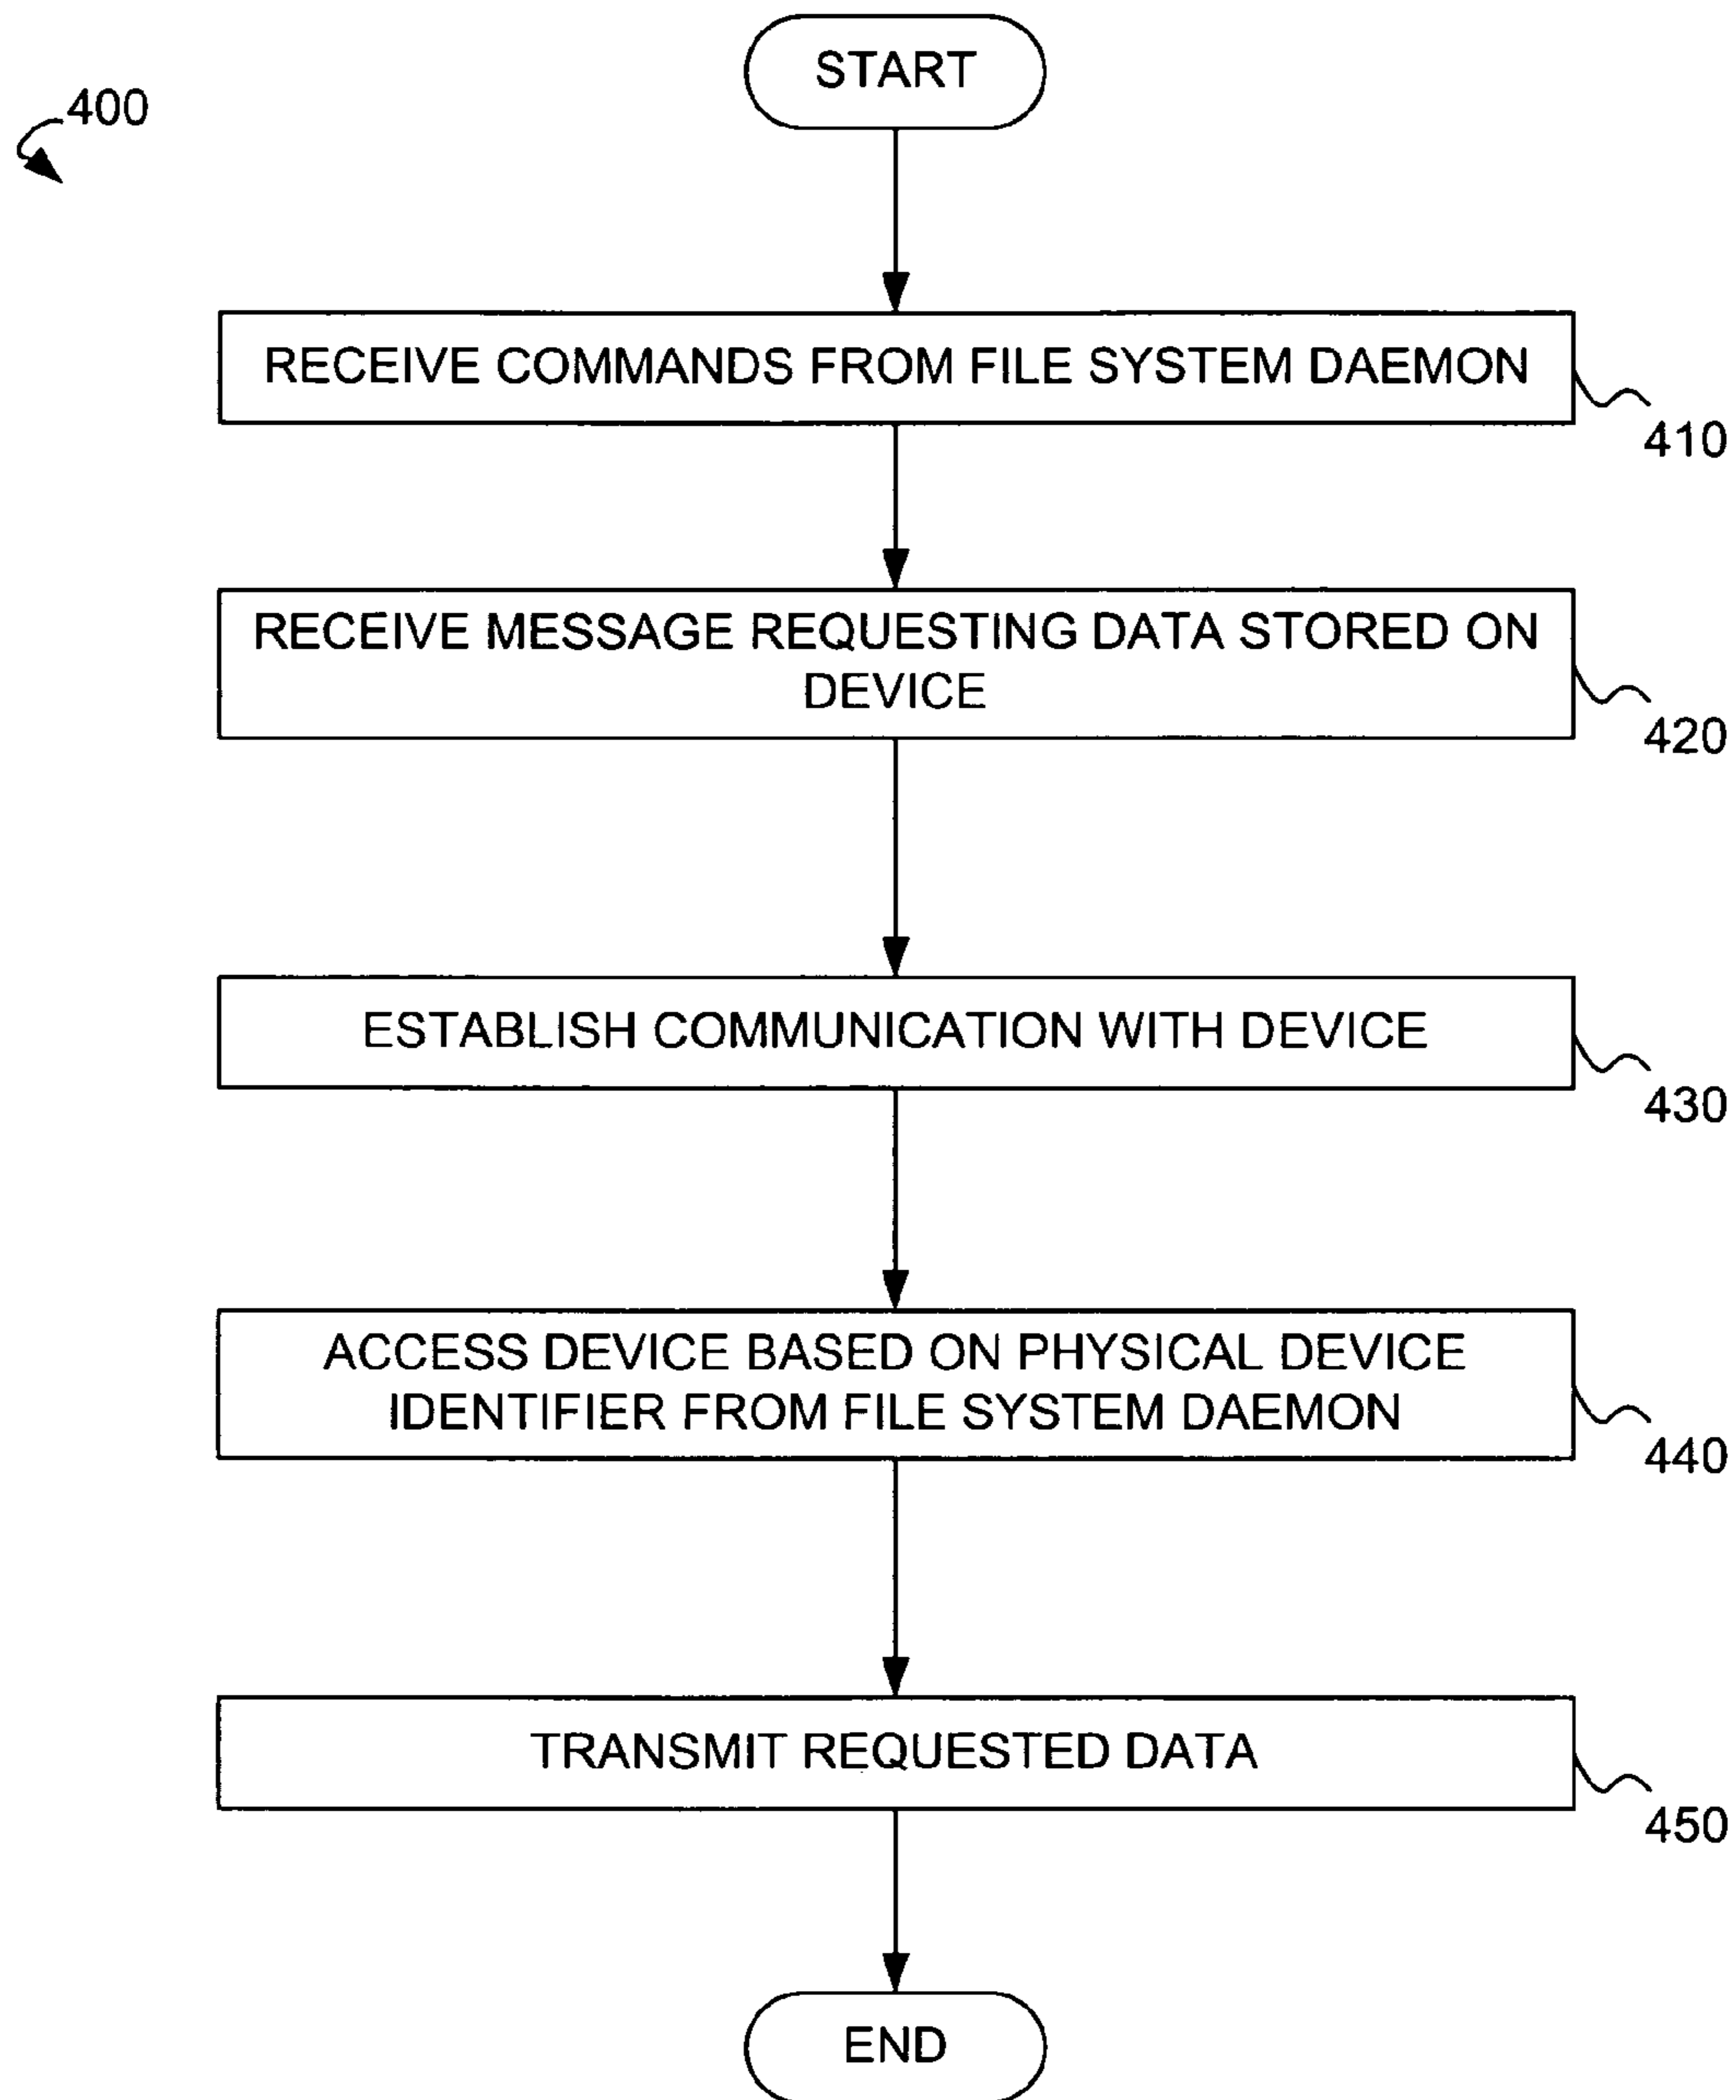 START
400
RECEIVE COMMANDS FROM FILE SYSTEM DAEMON
410
RECEIVE MESSAGE REQUESTING DATA STORED ON
DEVICE
420
ESTABLISH COMMUNICATION WITH DEVICE
430
ACCESS DEVICE BASED ON PHYSICAL DEVICE
IDENTIFIER FROM FILE SYSTEM DAEMON
440
TRANSMIT REQUESTED DATA
450
END